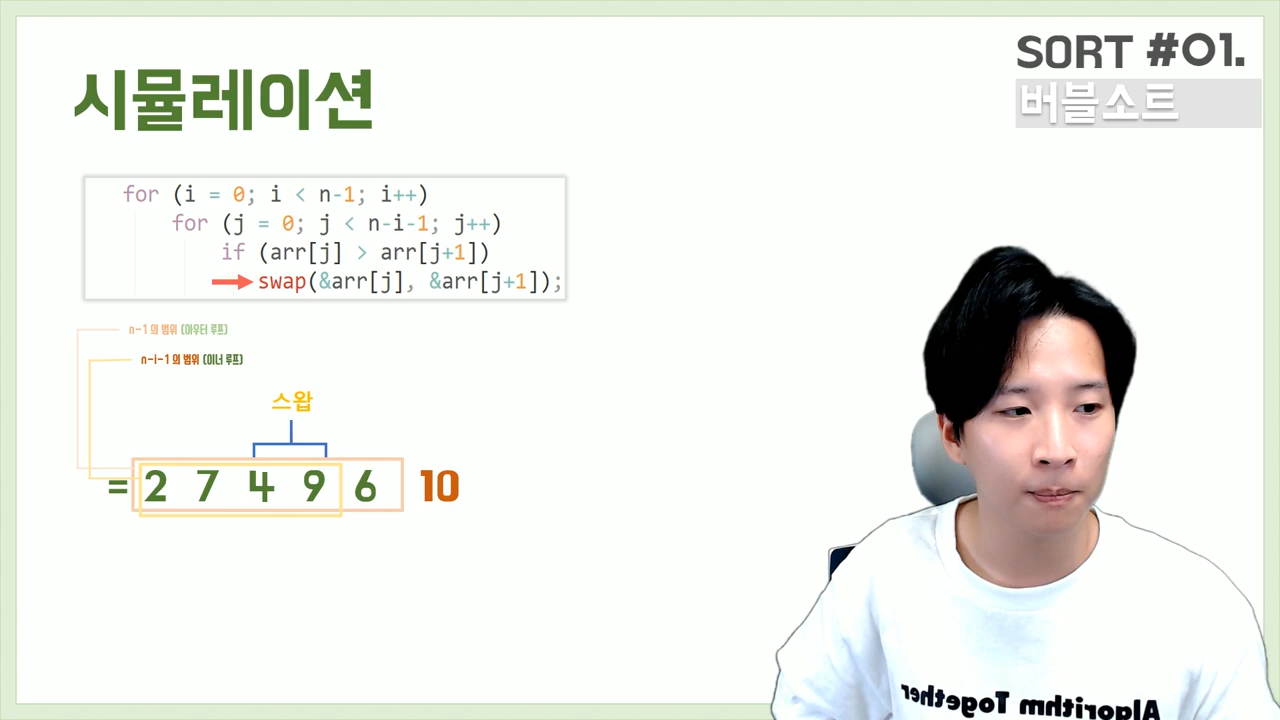 SORT #01.
버블소트
시뮬레이션
for (i = 0; i < n-1; i++)
for (j = 0; j < n-i-1; j++)
if (arr[j] > arr[j+1])
swap(&arr[j], &arr[j+1]);
n-1 의 범위 (아우터 루프)
n-i-1 의 범위 (이너 루프)
스왑
= 2 7 4 9 6 10
Algorithm Together